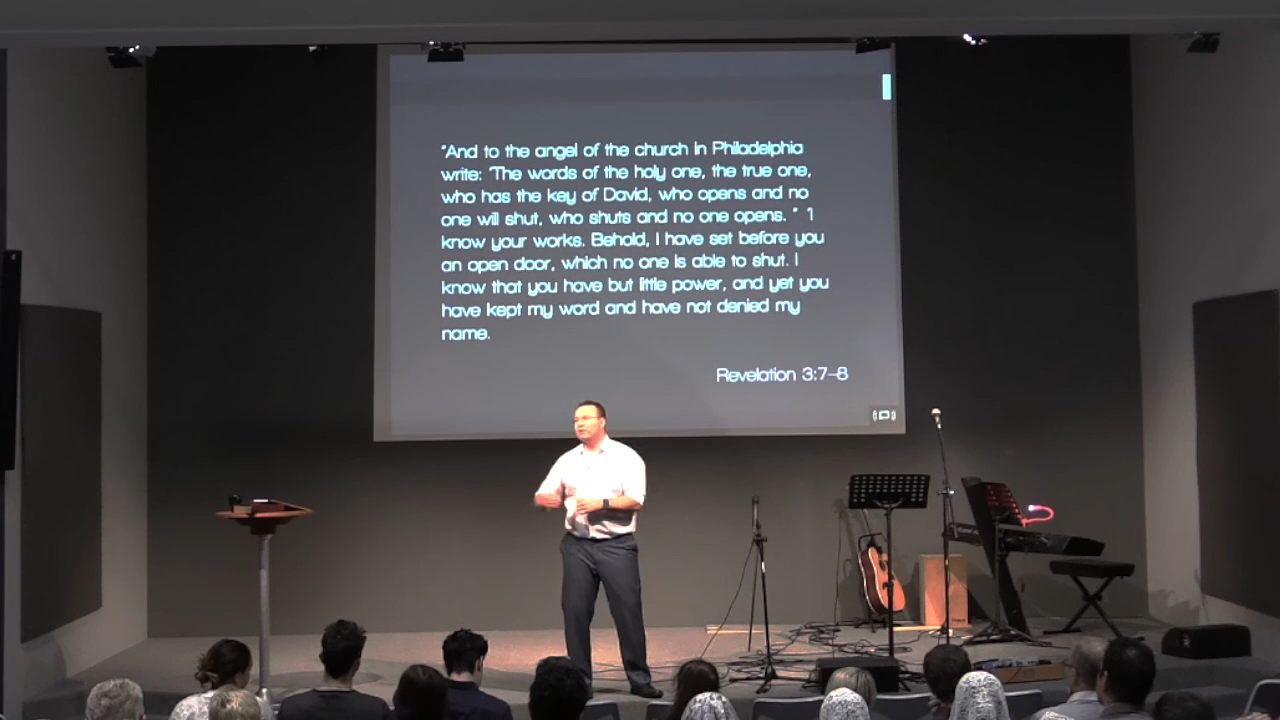 "And to the angel of the church in Philadelphia
write: 'The words of the holy one, the true one,
who has the key of David, who opens and no
one will shut, who shuts and no one opens. " 'I
know your works. Behold, I have set before you
an open door, which no one is able to shut. I
know that you have but little power, and yet you
have kept my word and have not denied my
name.
Revelation 3:7–8